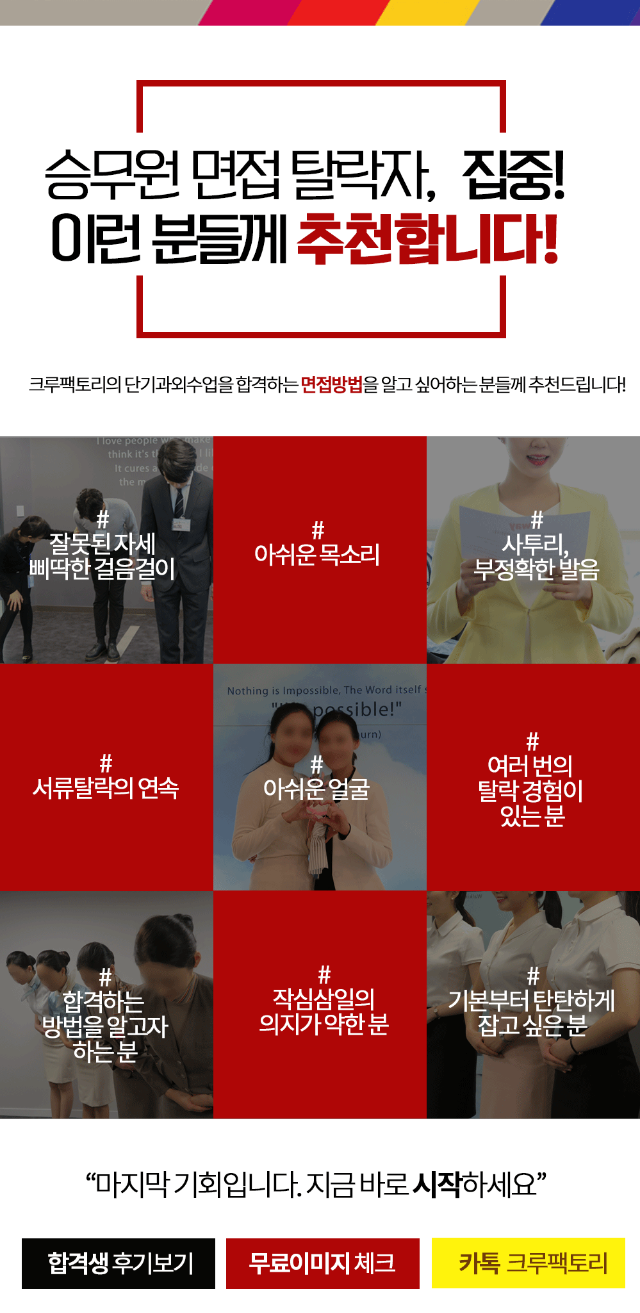 승무원 면접 탈락자, 집중!
이런 분들께 추천합니다!
크루팩토리의 단기과외수업을 합격하는 면접방법을 알고 싶어하는 분들께 추천드립니다!
I love people who make
think it's th
It cures a
the m
#
잘못된 자세
삐딱한 걸음걸이
#
아쉬운 목소리
#
사투리,
부정확한 발음
#
서류탈락의 연속
Nothing is Impossible, The Word itself s
possible!"
burn)
#
아쉬운 얼굴
#
여러 번의
탈락 경험이
있는 분
#
합격하는
방법을 알고자
하는 분
#
작심삼일의
의지가 약한 분
#
기본부터 탄탄하게
잡고 싶은 분
“마지막 기회입니다. 지금 바로 시작하세요”
합격생 후기보기
무료이미지 체크
카톡 크루팩토리